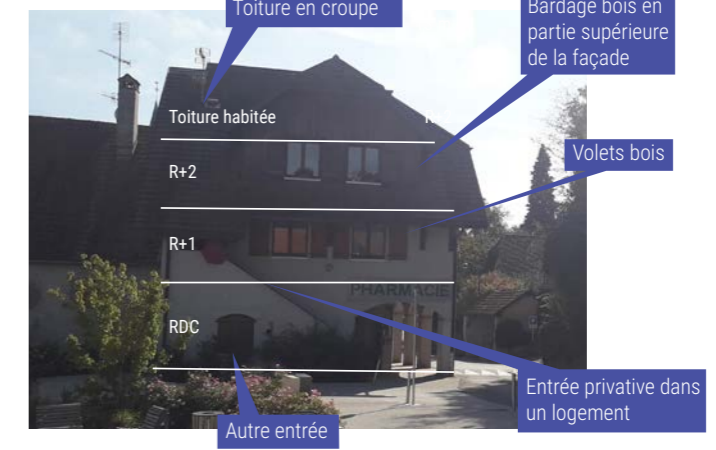 Toiture en croupe
Bardage bois en
partie supérieure
de la façade
Toiture habitée
Volets bois
R+2
R+1
PHARMACIE
RDC
Entrée privative dans
un logement
Autre entrée